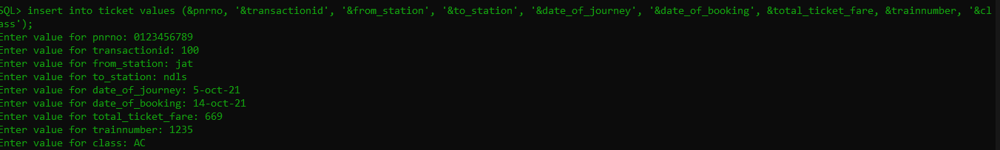 SQL> insert into ticket values (&pnrno, '&transactionid', '&from_station', '&to_station', '&date_of_journey', '&date_of_booking', &total_ticket_fare, &trainnumber, '&cl
ass');
Enter value for pnrno: 0123456789
Enter value for transactionid: 100
Enter value for from_station: jat
Enter value for to_station: ndls
Enter value for date_of_journey: 5-oct-21
Enter value for date_of_booking: 14-oct-21
Enter value for total_ticket_fare: 669
Enter value for trainnumber: 1235
Enter value for class: AC